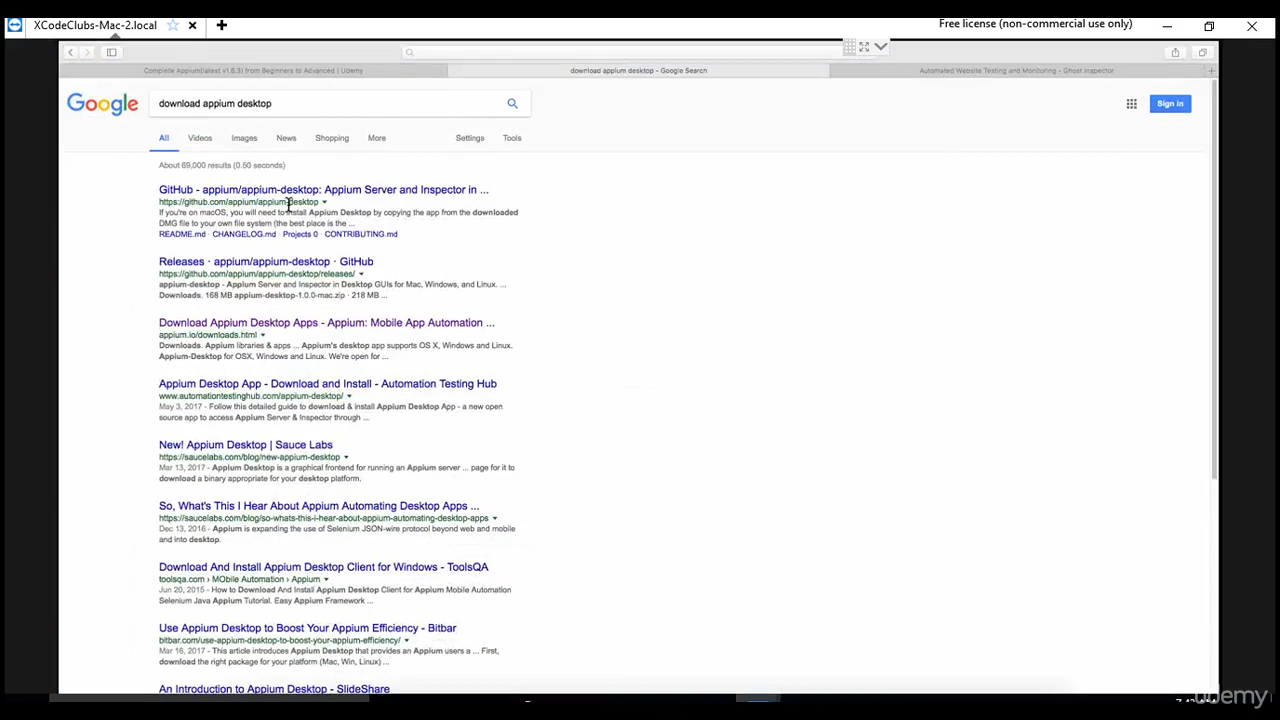 XCodeClubs-Mac-2.local
Free license (non-commercial use only)
Complete Appium(latest v1.6.3) from Beginners to Advanced | Udemy
download appium desktop - Google Search
Automated Website Testing and Monitoring - Ghost Inspector
Google
download appium desktop
Sign in
All Videos Images News Shopping More Settings Tools
About 69,000 results (0.50 seconds)
GitHub - appium/appium-desktop: Appium Server and Inspector in ...
https://github.com/appium/appium-desktop
If you're on macOS, you will need to install Appium Desktop by copying the app from the downloaded
DMG file to your own file system (the best place is the ...
README.md · CHANGELOG.md · Projects 0 · CONTRIBUTING.md
Releases · appium/appium-desktop · GitHub
https://github.com/appium/appium-desktop/releases/
appium-desktop - Appium Server and Inspector in Desktop GUIs for Mac, Windows, and Linux. ...
Downloads. 168 MB appium-desktop-1.0.0-mac.zip · 218 MB ...
Download Appium Desktop Apps - Appium: Mobile App Automation ...
appium.io/downloads.html
Downloads. Appium libraries & apps ... Appium's desktop app supports OS X, Windows and Linux.
Appium-Desktop for OSX, Windows and Linux. We're open for ...
Appium Desktop App - Download and Install - Automation Testing Hub
www.automationtestinghub.com/appium-desktop/
May 3, 2017 - Follow this detailed guide to download & install Appium Desktop App - a new open
source app to access Appium Server & Inspector through ...
New! Appium Desktop | Sauce Labs
https://saucelabs.com/blog/new-appium-desktop
Mar 13, 2017 - Appium Desktop is a graphical frontend for running an Appium server ... page for it to
download a binary appropriate for your desktop platform.
So, What's This I Hear About Appium Automating Desktop Apps ...
https://saucelabs.com/blog/so-whats-this-i-hear-about-appium-automating-desktop-apps
Dec 13, 2016 - Appium is expanding the use of Selenium JSON-wire protocol beyond web and mobile
and into desktop.
Download And Install Appium Desktop Client for Windows - ToolsQA
toolsqa.com › MObile Automation › Appium
Jun 20, 2015 - How to Download And Install Appium Desktop Client for Appium Mobile Automation
Selenium Java Appium Tutorial. Easy Appium Framework ...
Use Appium Desktop to Boost Your Appium Efficiency - Bitbar
bitbar.com/use-appium-desktop-to-boost-your-appium-efficiency/
Mar 16, 2017 - This article introduces Appium Desktop that provides an Appium users a ... First,
download the right package for your platform (Mac, Win, Linux) ...
An Introduction to Appium Desktop - SlideShare
udemy